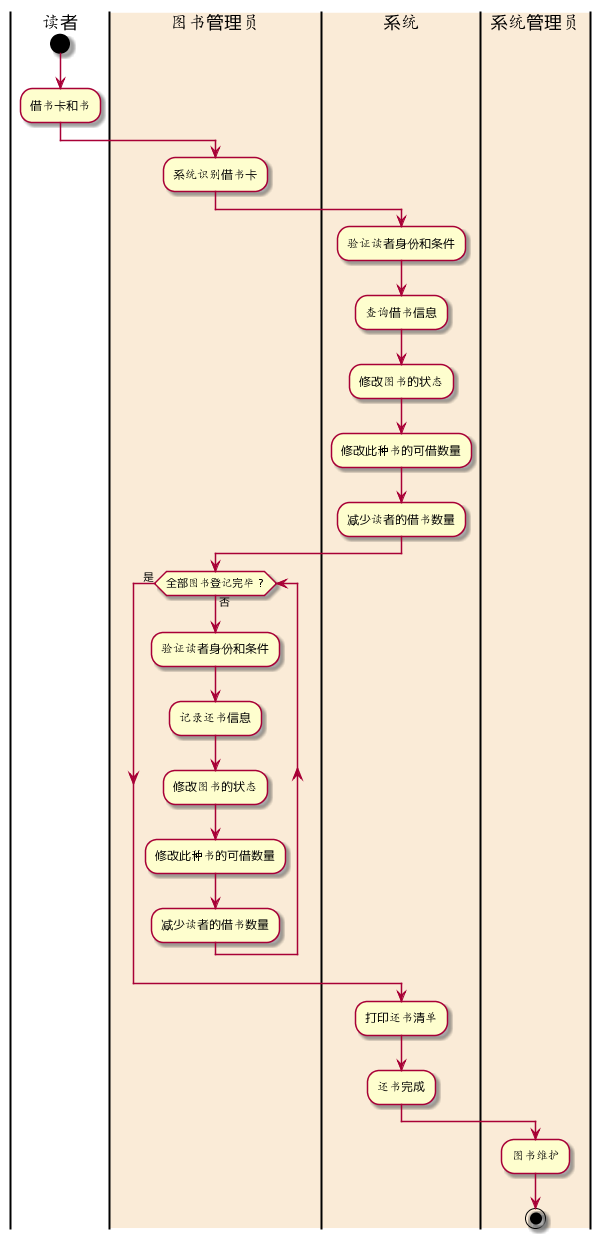 读者
图书管理员
系统
系统管理员
借书卡和书
系统识别借书卡
验证读者身份和条件
查询借书信息
修改图书的状态
修改此种书的可借数量
减少读者的借书数量
是
全部图书登记完毕？
否
验证读者身份和条件
记录还书信息
修改图书的状态
修改此种书的可借数量
减少读者的借书数量
打印还书清单
还书完成
图书维护